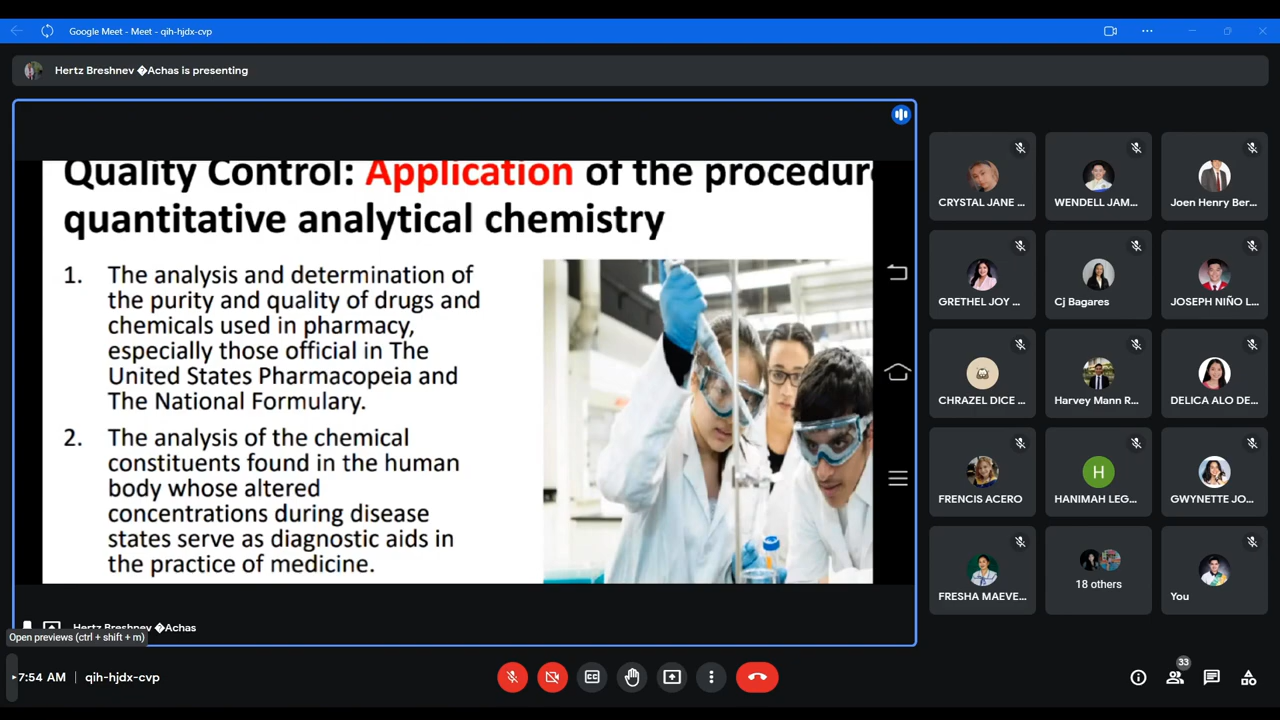 Google Meet - Meet - qih-hjdx-cvp
Hertz Breshnev �Achas is presenting
Quality Control: Application of the procedure
quantitative analytical chemistry
1. The analysis and determination of
the purity and quality of drugs and
chemicals used in pharmacy,
especially those official in The
United States Pharmacopeia and
The National Formulary.
2. The analysis of the chemical
constituents found in the human
body whose altered
concentrations during disease
states serve as diagnostic aids in
the practice of medicine.
Hertz Breshnev �Achas
CRYSTAL JANE ...
WENDELL JAM...
Joen Henry Ber...
GRETHEL JOY ...
Cj Bagares
JOSEPH NIÑO L...
CHRAZEL DICE ...
Harvey Mann R...
DELICA ALO DE...
FRENCIS ACERO
H
HANIMAH LEG...
GWYNETTE JO...
FRESHA MAEVE...
18 others
You
Open previews (ctrl + shift + m)
7:54 AM | qih-hjdx-cvp
CC
33